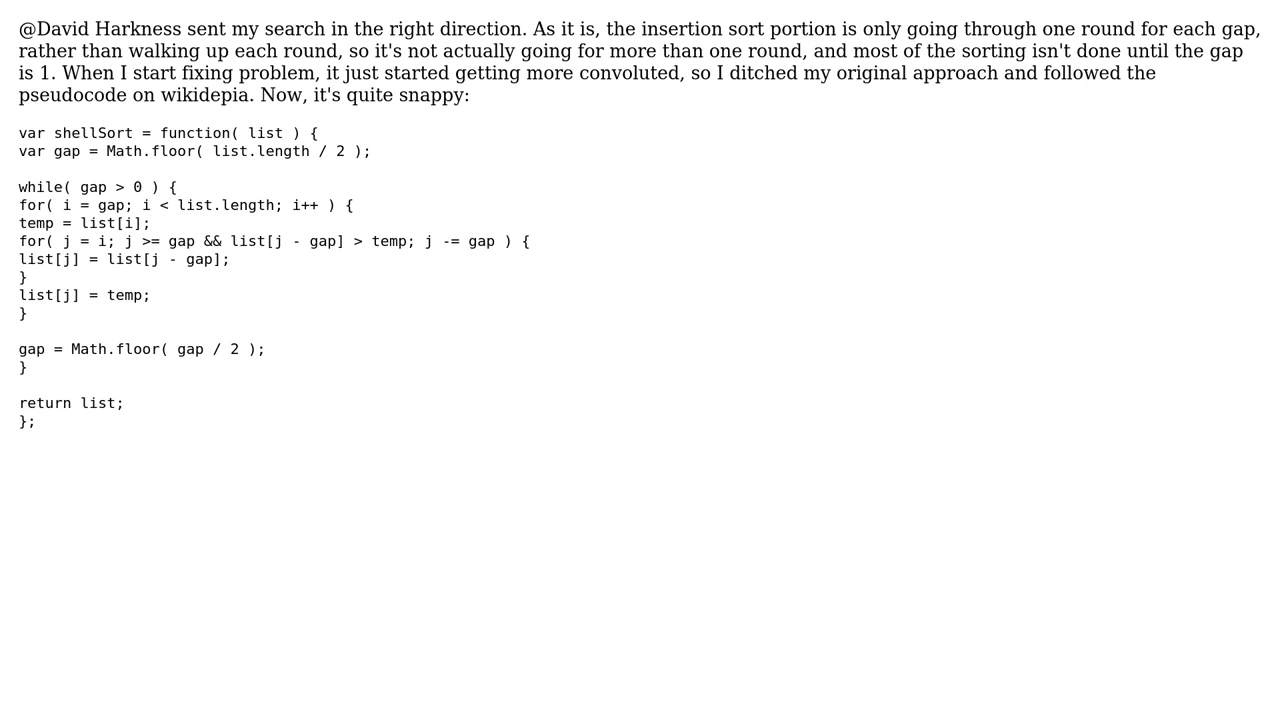 @David Harkness sent my search in the right direction. As it is, the insertion sort portion is only going through one round for each gap,
rather than walking up each round, so it's not actually going for more than one round, and most of the sorting isn't done until the gap
is 1. When I start fixing problem, it just started getting more convoluted, so I ditched my original approach and followed the
pseudocode on wikidepia. Now, it's quite snappy:
var shellSort = function( list ) {
var gap = Math.floor( list.length / 2 );
while( gap > 0 ) {
for( i = gap; i < list.length; i++ ) {
temp = list[i];
for( j = i; j >= gap && list[j - gap] > temp; j -= gap ) {
list[j] = list[j - gap];
}
list[j] = temp;
}
gap = Math.floor( gap / 2 );
}
return list;
};